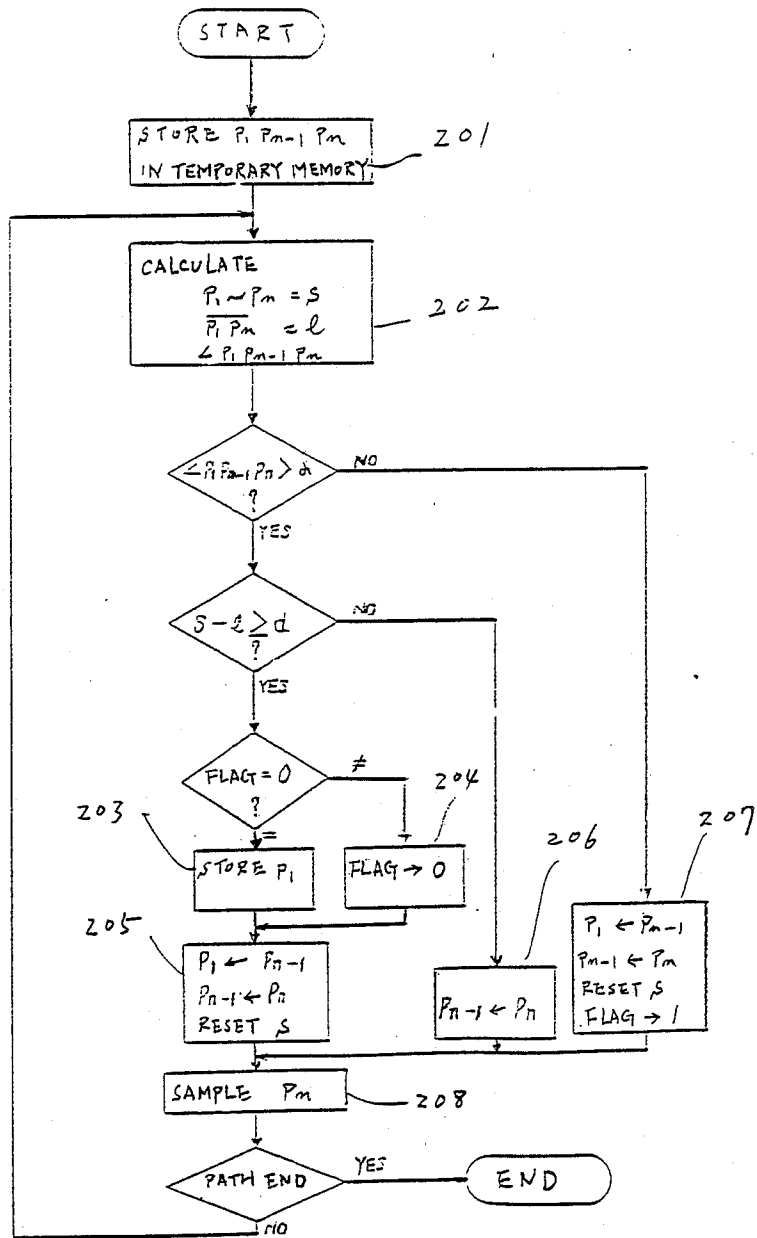 START
STORE P₁ Pn-1 Pn
IN TEMPORARY MEMORY
201
CALCULATE
P₁ ~ Pn = S
P₁ Pn = l
∠ P₁ Pn-1 Pn
202
∠ P₁ Pn-1 Pn > α
?
NO
YES
S - l ≥ d
?
NO
YES
FLAG = 0
?
≠
=
203
STORE P₁
204
FLAG → 0
205
P₁ ← Pn-1
Pn-1 ← Pn
RESET S
206
Pn-1 ← Pn
207
P₁ ← Pn-1
Pn-1 ← Pn
RESET S
FLAG → 1
SAMPLE Pn
208
PATH END
YES
END
NO